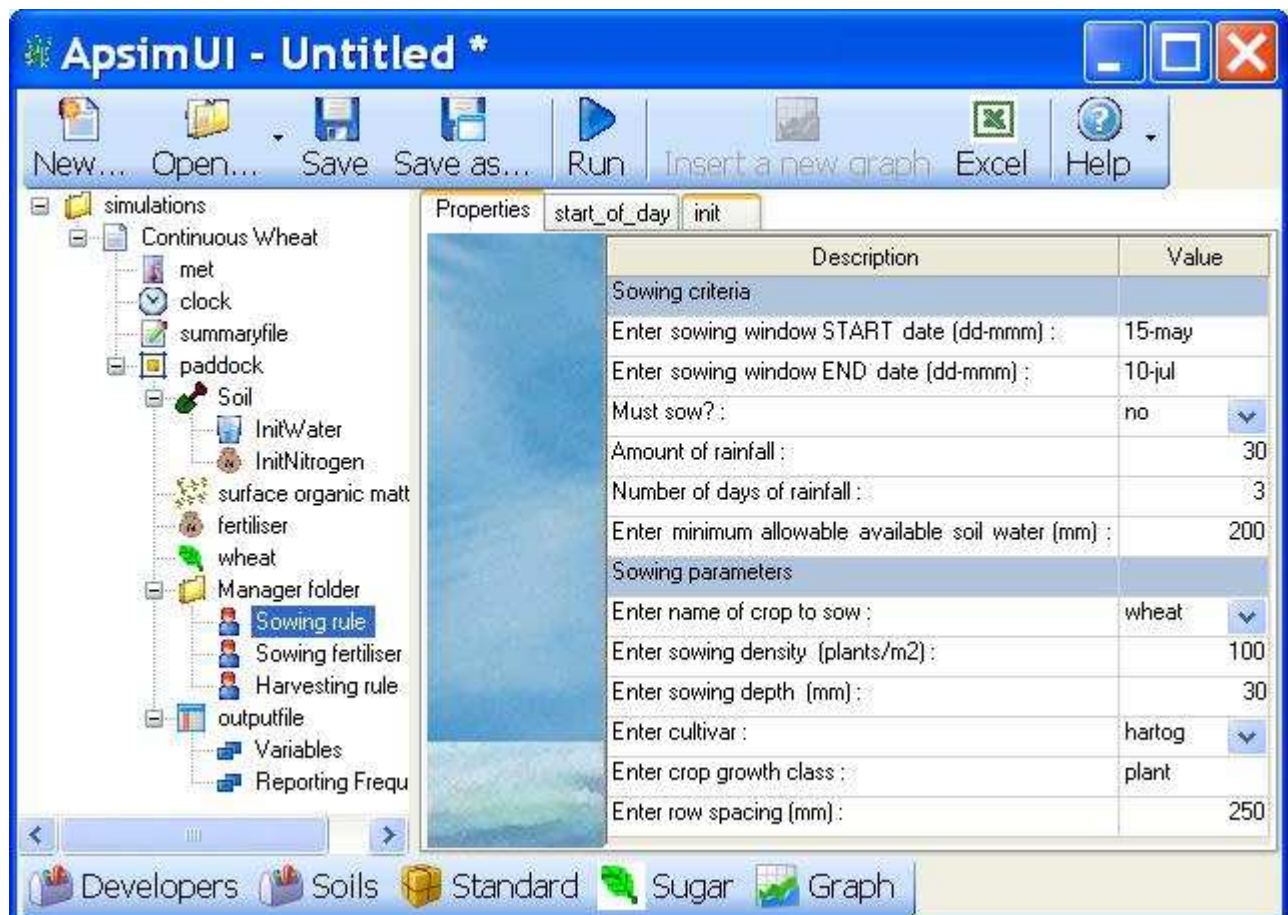 ApsimUI - Untitled *
New... Open... Save Save as... Run Insert a new graph Excel Help
simulations
Continuous Wheat
met
clock
summaryfile
paddock
Soil
InitWater
InitNitrogen
surface organic matt
fertiliser
wheat
Manager folder
Sowing rule
Sowing fertiliser
Harvesting rule
outputfile
Variables
Reporting Frequ
Properties start_of_day init
Description Value
Sowing criteria
Enter sowing window START date (dd-mmm) : 15-may
Enter sowing window END date (dd-mmm) : 10-jul
Must sow? : no
Amount of rainfall : 30
Number of days of rainfall : 3
Enter minimum allowable available soil water (mm) : 200
Sowing parameters
Enter name of crop to sow : wheat
Enter sowing density (plants/m2) : 100
Enter sowing depth (mm) : 30
Enter cultivar : hartog
Enter crop growth class : plant
Enter row spacing (mm) : 250
Developers Soils Standard Sugar Graph